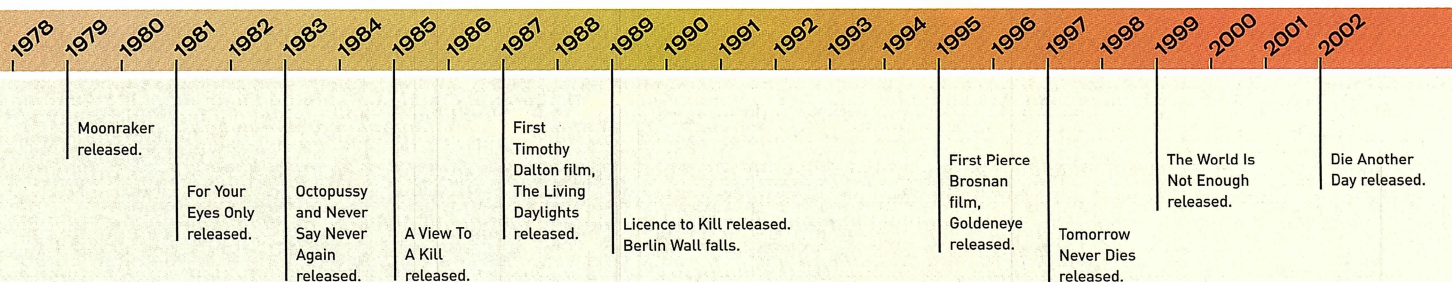 1978 1979 1980 1981 1982 1983 1984 1985 1986 1987 1988 1989 1990 1991 1992 1993 1994 1995 1996 1997 1998 1999 2000 2001 2002
Moonraker
released.
For Your
Eyes Only
released.
Octopussy
and Never
Say Never
Again
released.
A View To
A Kill
released.
First
Timothy
Dalton film,
The Living
Daylights
released.
Licence to Kill released.
Berlin Wall falls.
First Pierce
Brosnan
film,
Goldeneye
released.
Tomorrow
Never Dies
released.
The World Is
Not Enough
released.
Die Another
Day released.